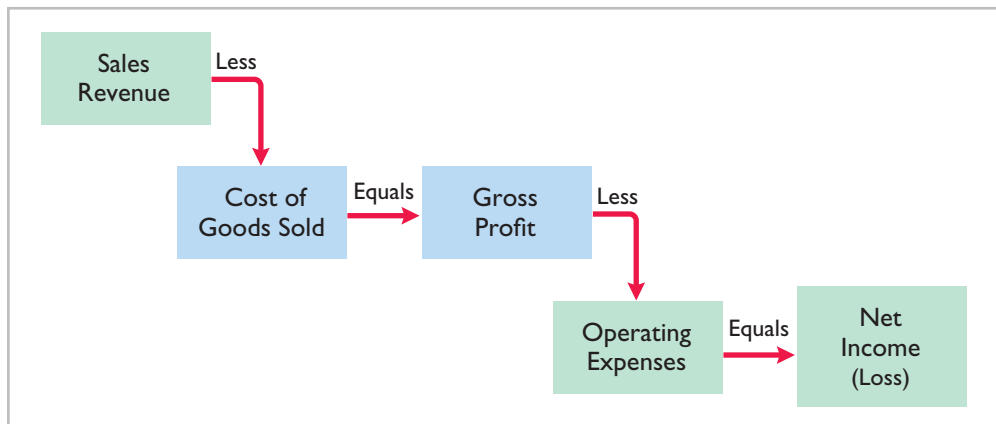 Sales
Revenue
Less
Cost of
Goods Sold
Equals
Gross
Profit
Less
Operating
Expenses
Equals
Net
Income
(Loss)